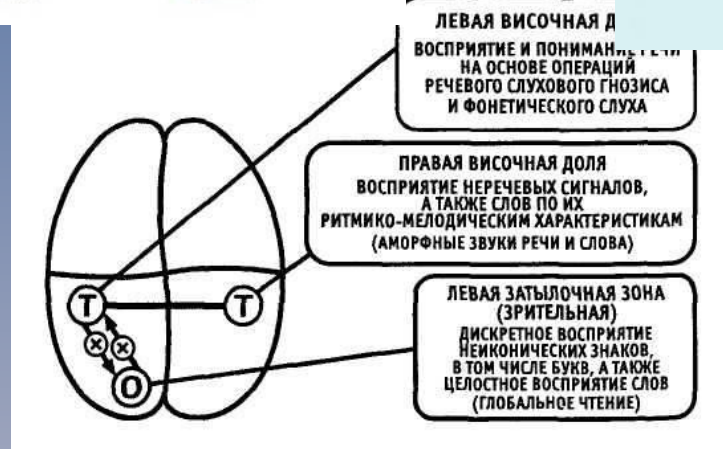 ЛЕВАЯ ВИСОЧНАЯ
ВОСПРИЯТИЕ И ПОНИМАНИЕ РЕЧИ
НА ОСНОВЕ ОПЕРАЦИЙ
РЕЧЕВОГО СЛУХОВОГО ГНОЗИСА
И ФОНЕТИЧЕСКОГО СЛУХА
ПРАВАЯ ВИСОЧНАЯ ДОЛЯ
ВОСПРИЯТИЕ НЕРЕЧЕВЫХ СИГНАЛОВ,
А ТАКЖЕ СЛОВ ПО ИХ
РИТМИКО-МЕЛОДИЧЕСКИМ ХАРАКТЕРИСТИКАМ
(АМОРФНЫЕ ЗВУКИ РЕЧИ И СЛОВА)
Т Т
ЛЕВАЯ ЗАТЫЛОЧНАЯ ЗОНА
(ЗРИТЕЛЬНАЯ)
ДИСКРЕТНОЕ ВОСПРИЯТИЕ
НЕИКОНИЧЕСКИХ ЗНАКОВ,
В ТОМ ЧИСЛЕ БУКВ, А ТАКЖЕ
ЦЕЛОСТНОЕ ВОСПРИЯТИЕ СЛОВ
(ГЛОБАЛЬНОЕ ЧТЕНИЕ)
О